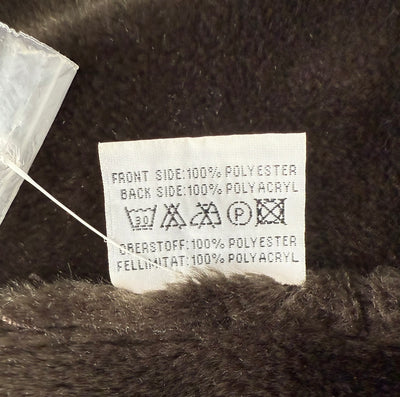 FRONT SIDE:100% POLYESTER
BACK SIDE:100% POLYACRYL
30 P
OBERSTOFF:100% POLYESTER
FELLIMITAT:100% POLYACRYL